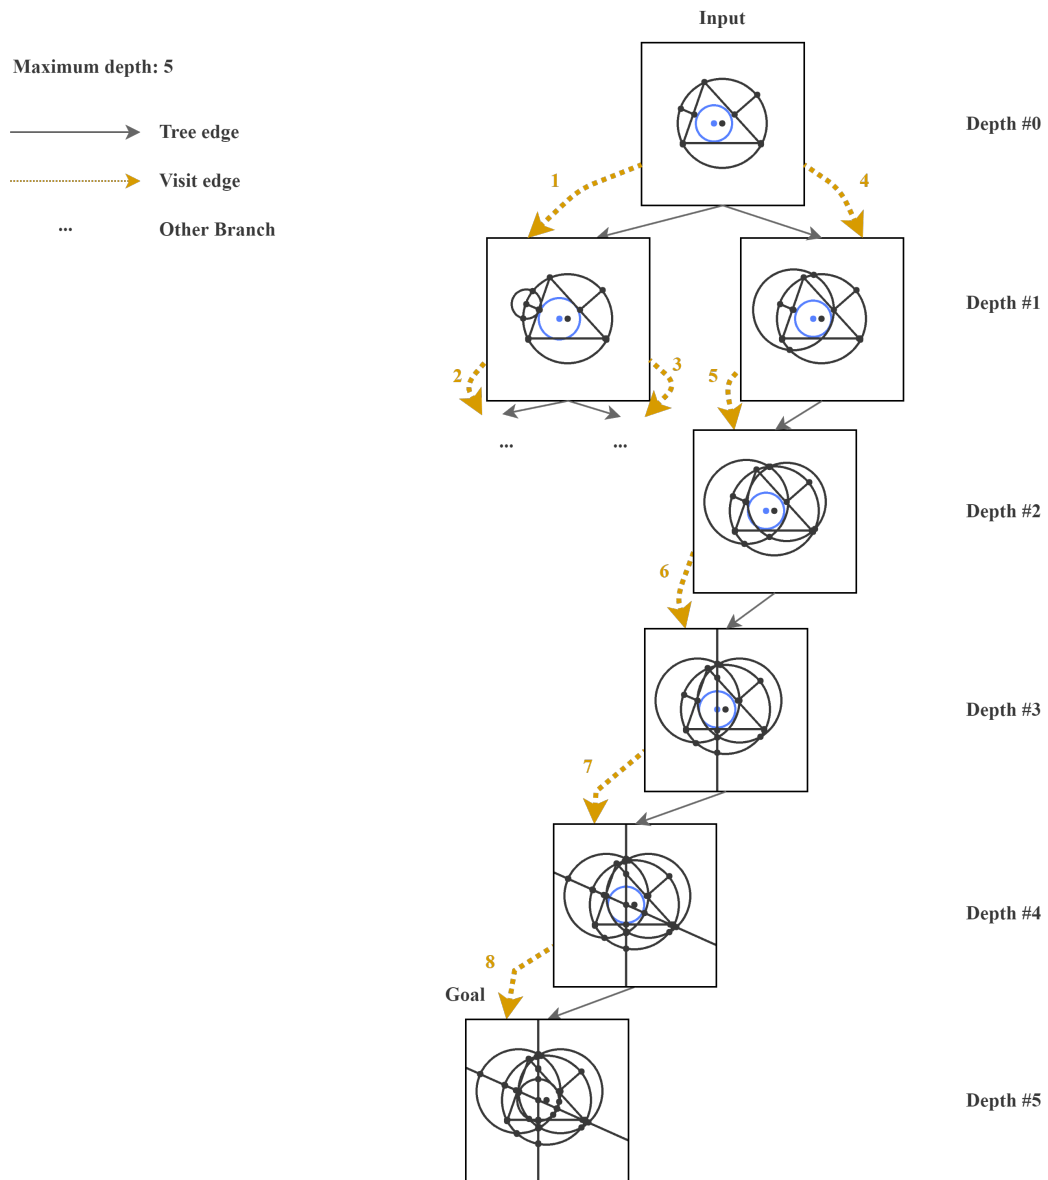 Input
Maximum depth: 5
Depth #0
Tree edge
Visit edge
1
4
... Other Branch
Depth #1
2
3
5
... ...
Depth #2
6
Depth #3
7
Depth #4
8
Goal
Depth #5